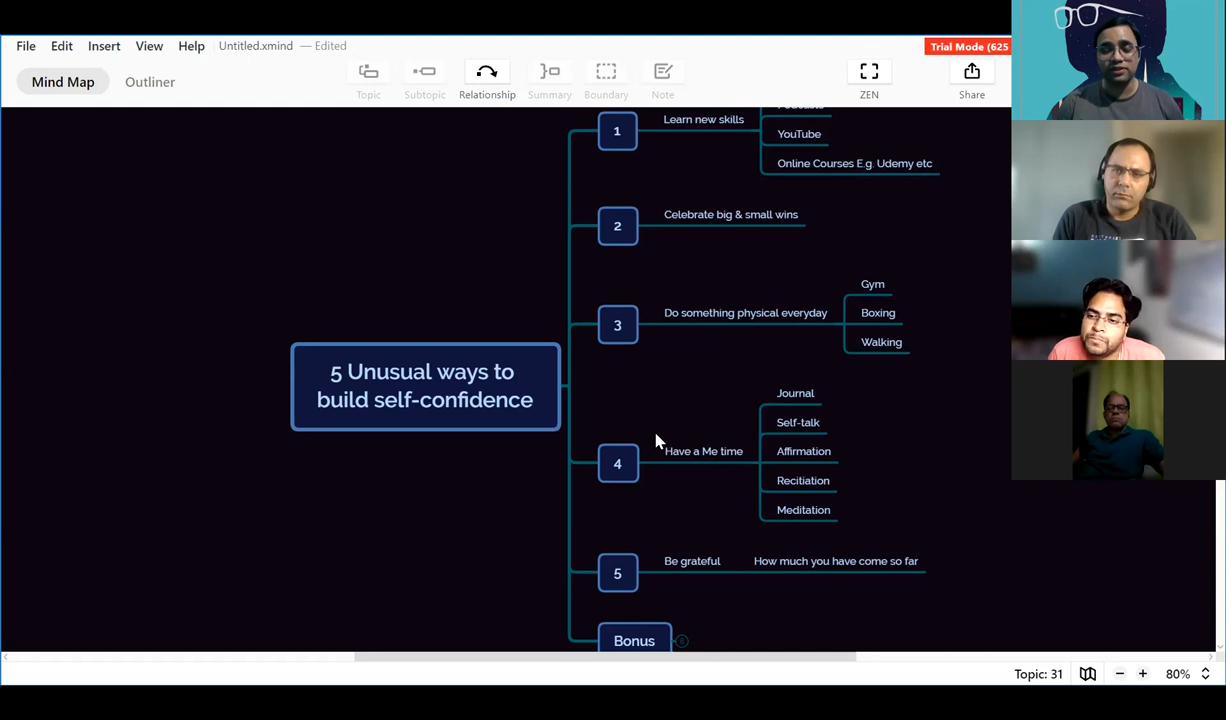 File Edit Insert View Help Untitled.xmind — Edited
Trial Mode (625
Mind Map Outliner
Topic Subtopic Relationship Summary Boundary Note ZEN Share
Podcasts
1 Learn new skills
YouTube
Online Courses E.g. Udemy etc
2 Celebrate big & small wins
Gym
3 Do something physical everyday
Boxing
Walking
5 Unusual ways to
build self-confidence
Journal
Self-talk
4 Have a Me time
Affirmation
Recitiation
Meditation
5 Be grateful How much you have come so far
Bonus
Topic: 31 80%